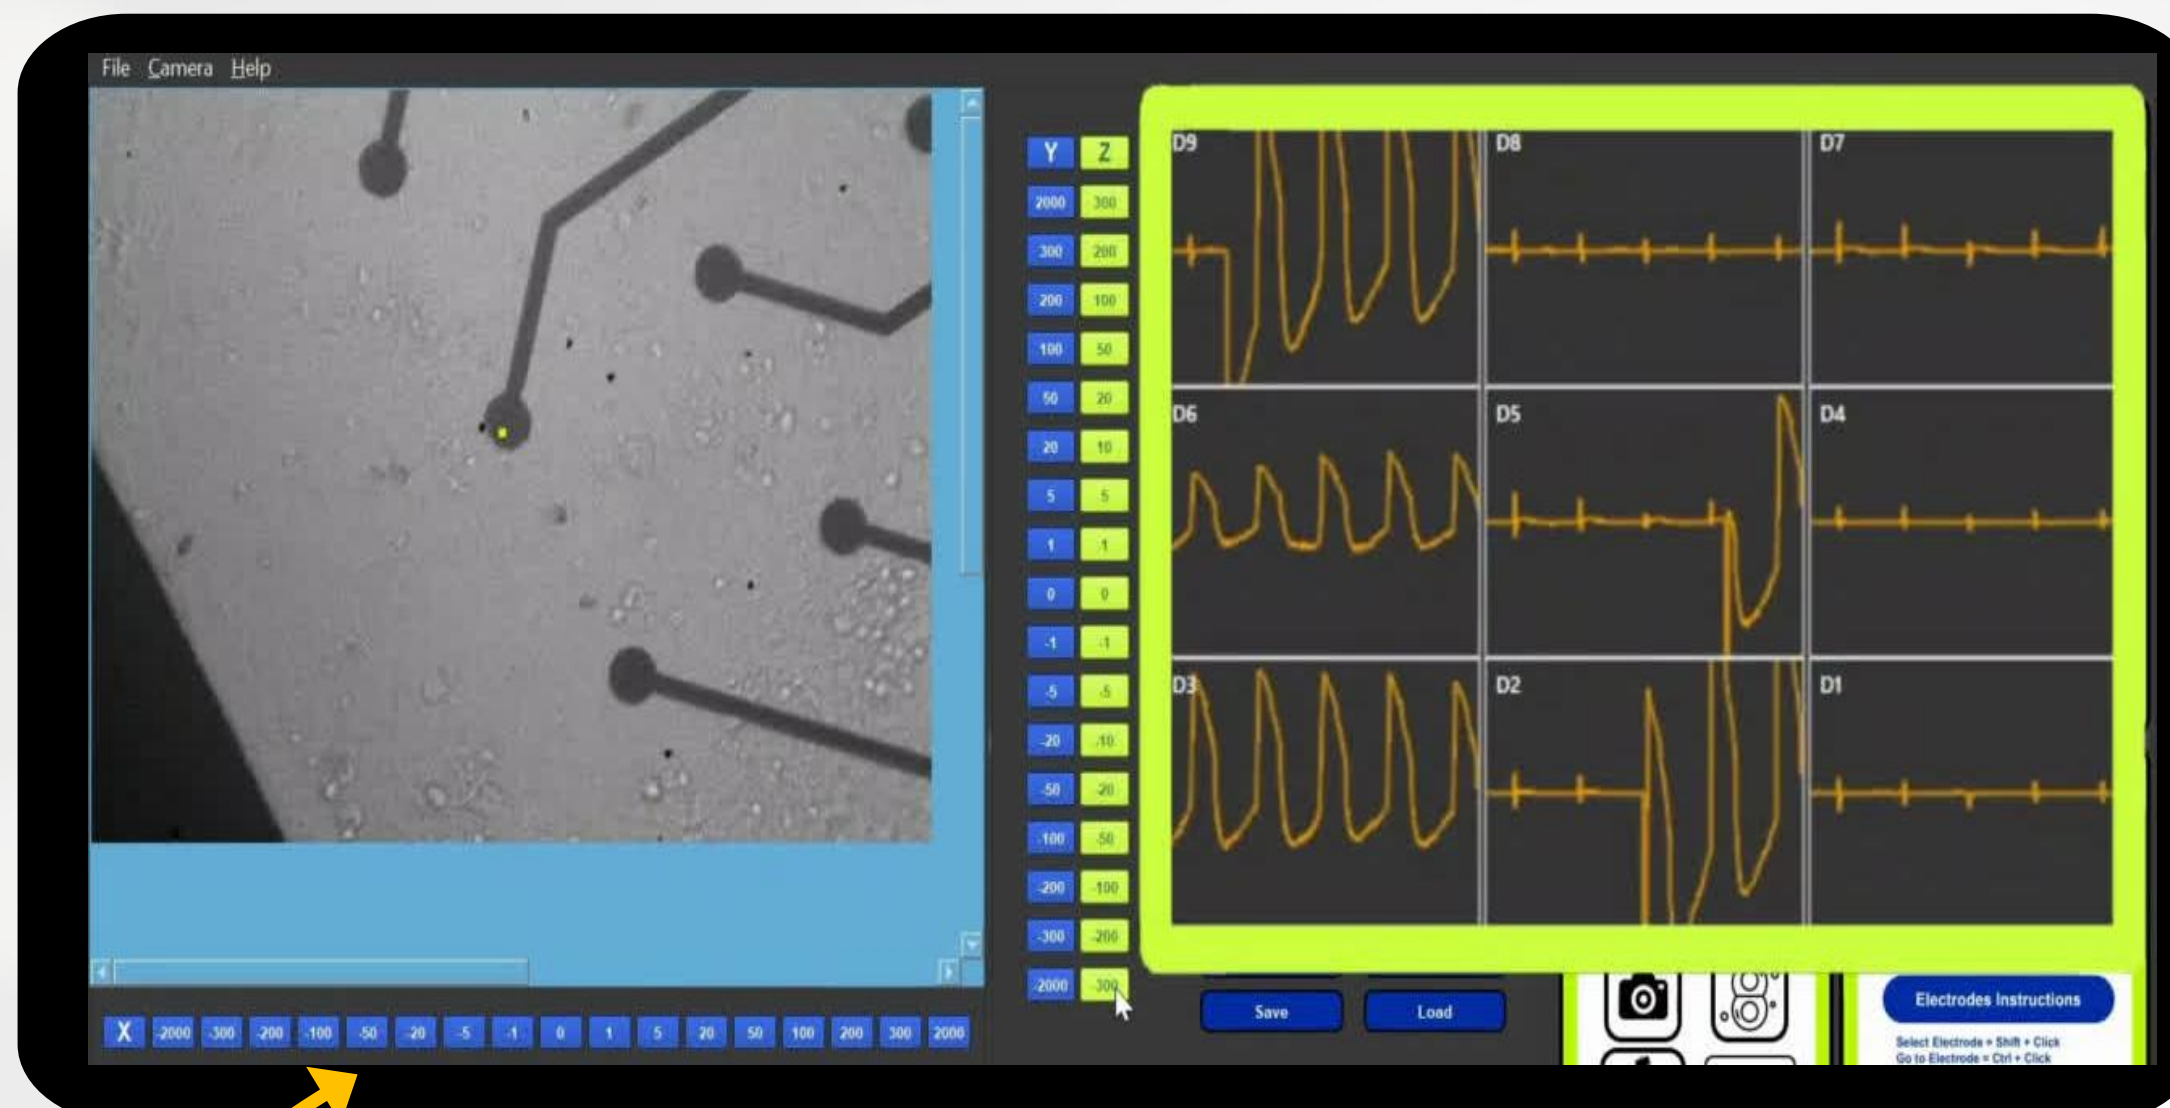 File Camera Help
Y Z
2000 300
300 200
200 100
100 50
50 20
20 10
5 5
1 1
0 0
-1 -1
-5 -5
-20 -10
-50 -20
-100 -50
-200 -100
-300 -200
-2000 -300
X -2000 -300 -200 -100 -50 -20 -5 -1 0 1 5 20 50 100 200 300 2000
D9 D8 D7
D6 D5 D4
D3 D2 D1
Save Load
Electrodes Instructions
Select Electrode = Shift + Click
Go to Electrode = Ctrl + Click